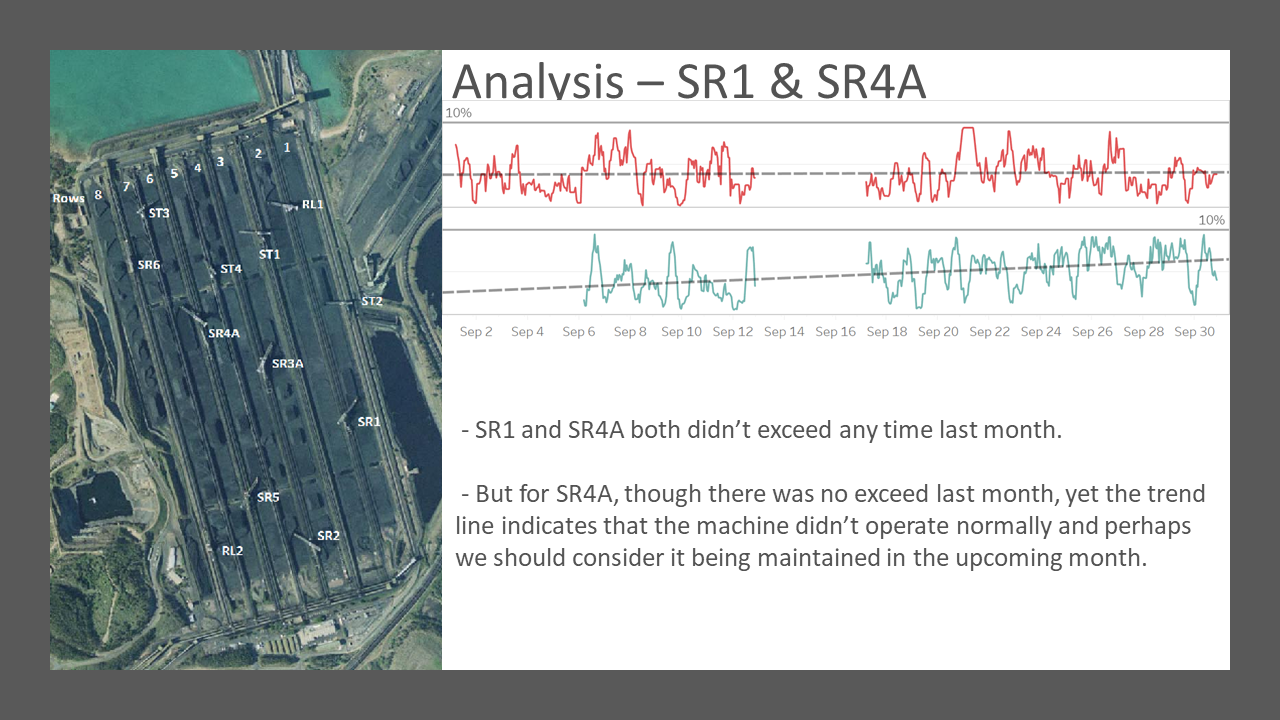 Analysis – SR1 & SR4A
10%
10%
Sep 2 Sep 4 Sep 6 Sep 8 Sep 10 Sep 12 Sep 14 Sep 16 Sep 18 Sep 20 Sep 22 Sep 24 Sep 26 Sep 28 Sep 30
- SR1 and SR4A both didn’t exceed any time last month.
- But for SR4A, though there was no exceed last month, yet the trend
line indicates that the machine didn’t operate normally and perhaps
we should consider it being maintained in the upcoming month.
Rows 8 7 6 5 4 3 2 1
RL1
ST3
ST1
SR6
ST4
ST2
SR4A
SR3A
SR1
SR5
SR2
RL2